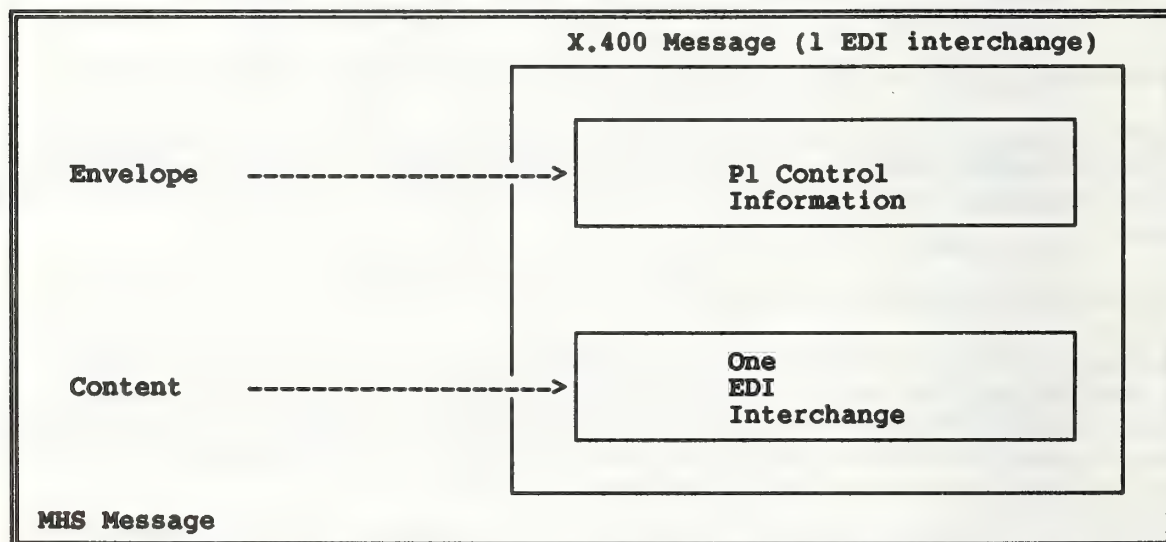 X.400 Message (1 EDI interchange)
Envelope ----------------> P1 Control
Information
One
Content ----------------> EDI
Interchange
MHS Message